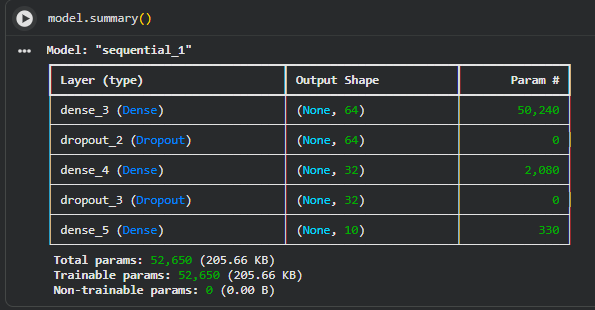 model.summary()
Model: "sequential_1"
Layer (type) Output Shape Param #
dense_3 (Dense) (None, 64) 50,240
dropout_2 (Dropout) (None, 64) 0
dense_4 (Dense) (None, 32) 2,080
dropout_3 (Dropout) (None, 32) 0
dense_5 (Dense) (None, 10) 330
Total params: 52,650 (205.66 KB)
Trainable params: 52,650 (205.66 KB)
Non-trainable params: 0 (0.00 B)